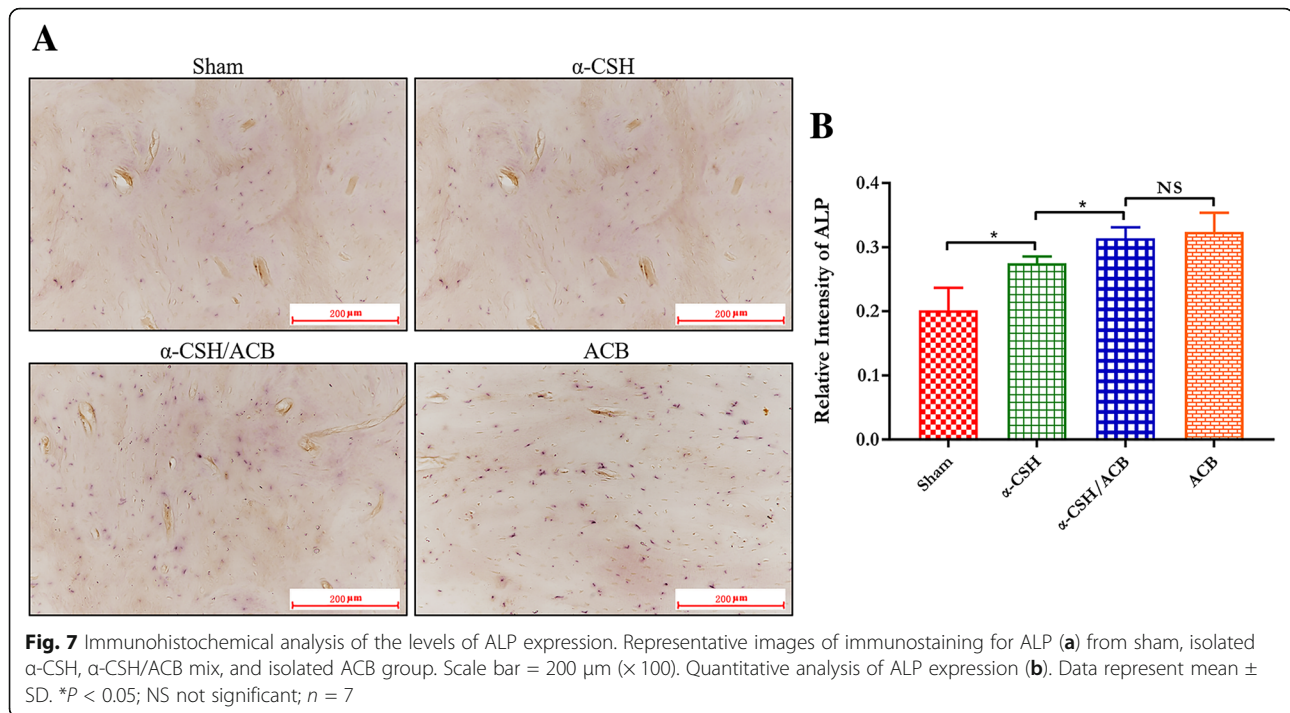 A
Sham
α-CSH
200 μm
200 μm
α-CSH/ACB
ACB
200 μm
200 μm
B
Relative Intensity of ALP
0.4
0.3
0.2
0.1
0.0
*
*
NS
Sham
α-CSH
α-CSH/ACB
ACB
Fig. 7 Immunohistochemical analysis of the levels of ALP expression. Representative images of immunostaining for ALP (a) from sham, isolated
α-CSH, α-CSH/ACB mix, and isolated ACB group. Scale bar = 200 μm (× 100). Quantitative analysis of ALP expression (b). Data represent mean ±
SD. *P < 0.05; NS not significant; n = 7